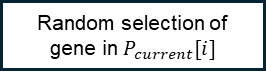 Random selection of
gene in $P_{current}[i]$